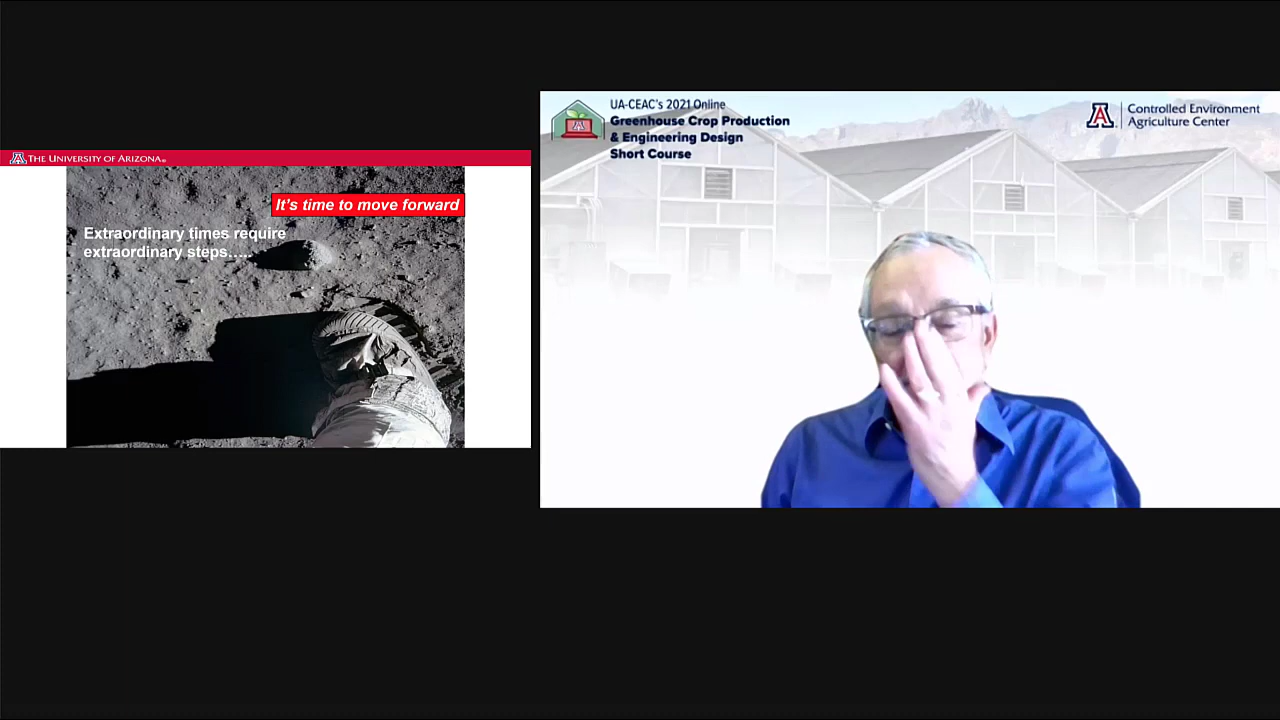 THE UNIVERSITY OF ARIZONA®
It's time to move forward
Extraordinary times require
extraordinary steps…..
UA-CEAC's 2021 Online
Greenhouse Crop Production
& Engineering Design
Short Course
A
Controlled Environment
Agriculture Center